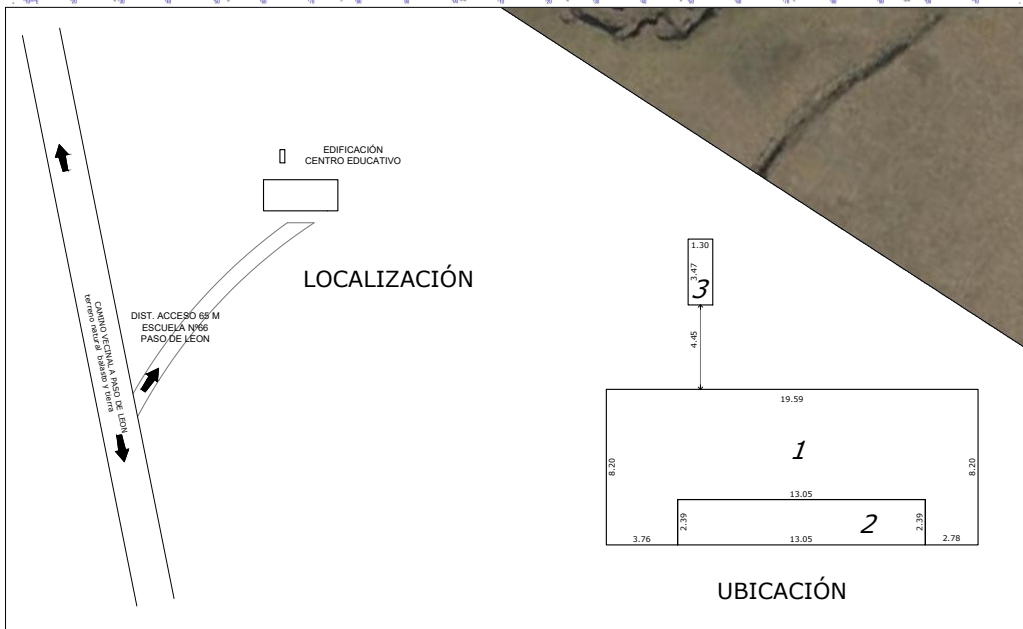 EDIFICACIÓN
CENTRO EDUCATIVO
LOCALIZACIÓN
DIST. ACCESO 65 M
ESCUELA Nº66
PASO DE LEON
CAMINO VECINAL A PASO DE LEON
terreno natural balasto y tierra
1.30
3.47
3
4.45
19.59
8.20
1
8.20
13.05
2.39
2
2.39
3.76
13.05
2.78
UBICACIÓN